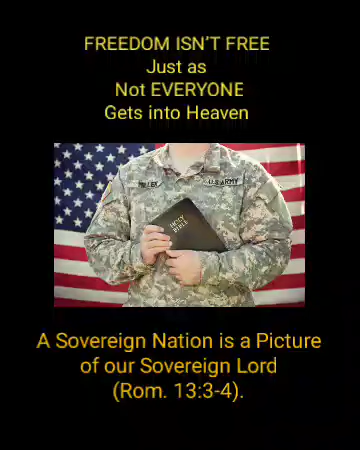 FREEDOM ISN'T FREE
Just as
Not EVERYONE
Gets into Heaven
U.S. ARMY
HOLY
BIBLE
A Sovereign Nation is a Picture
of our Sovereign Lord
(Rom. 13:3-4).